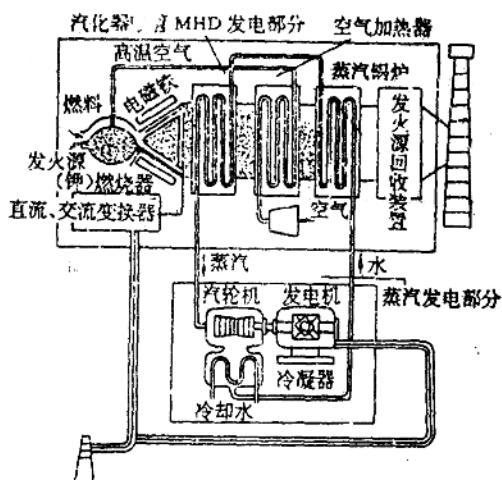 汽化器 MHD 发电部分
空气加热器
高温空气
蒸汽锅炉
电磁铁
燃料
发火源
(钾)燃烧器
直流、交流变换器
空气
发火源回收装置
蒸汽
水
汽轮机
发电机
蒸汽发电部分
冷凝器
冷却水